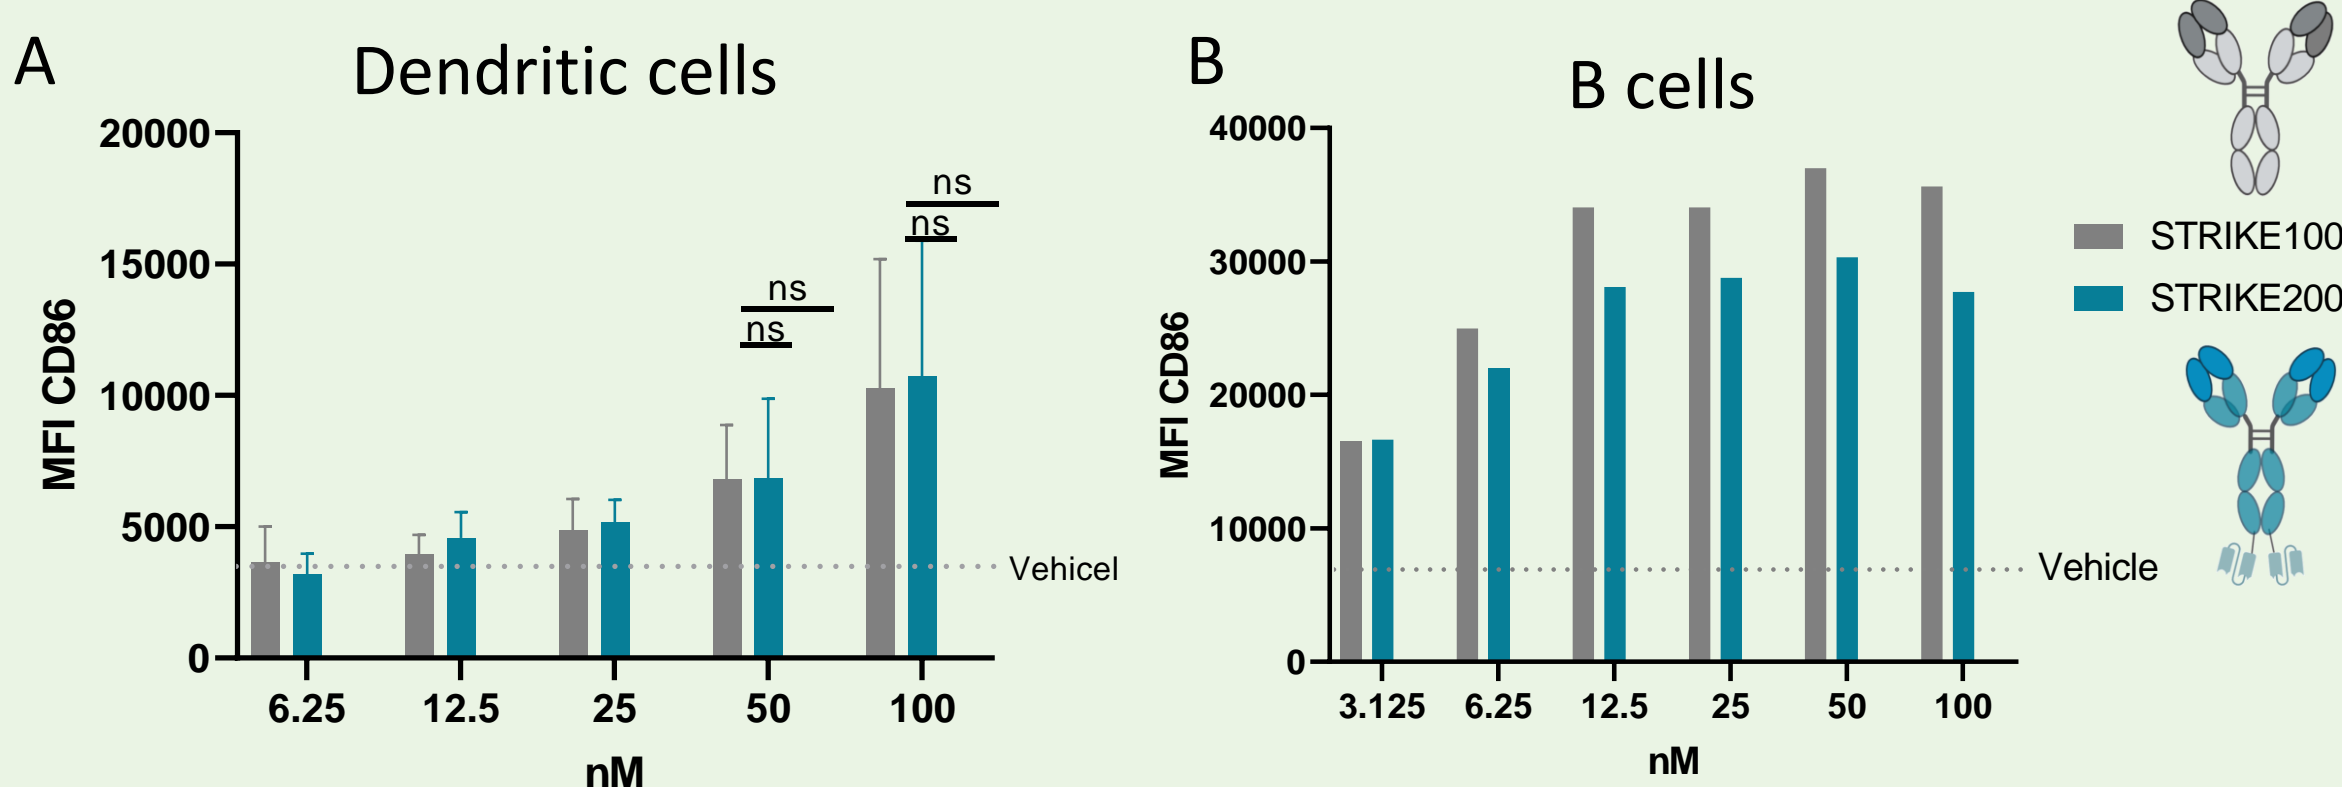 A
Dendritic cells
20000
15000
10000
5000
0
MFI CD86
ns
ns
ns
ns
Vehicel
6.25 12.5 25 50 100
nM
B
B cells
40000
30000
20000
10000
0
MFI CD86
Vehicle
3.125 6.25 12.5 25 50 100
nM
STRIKE100
STRIKE200